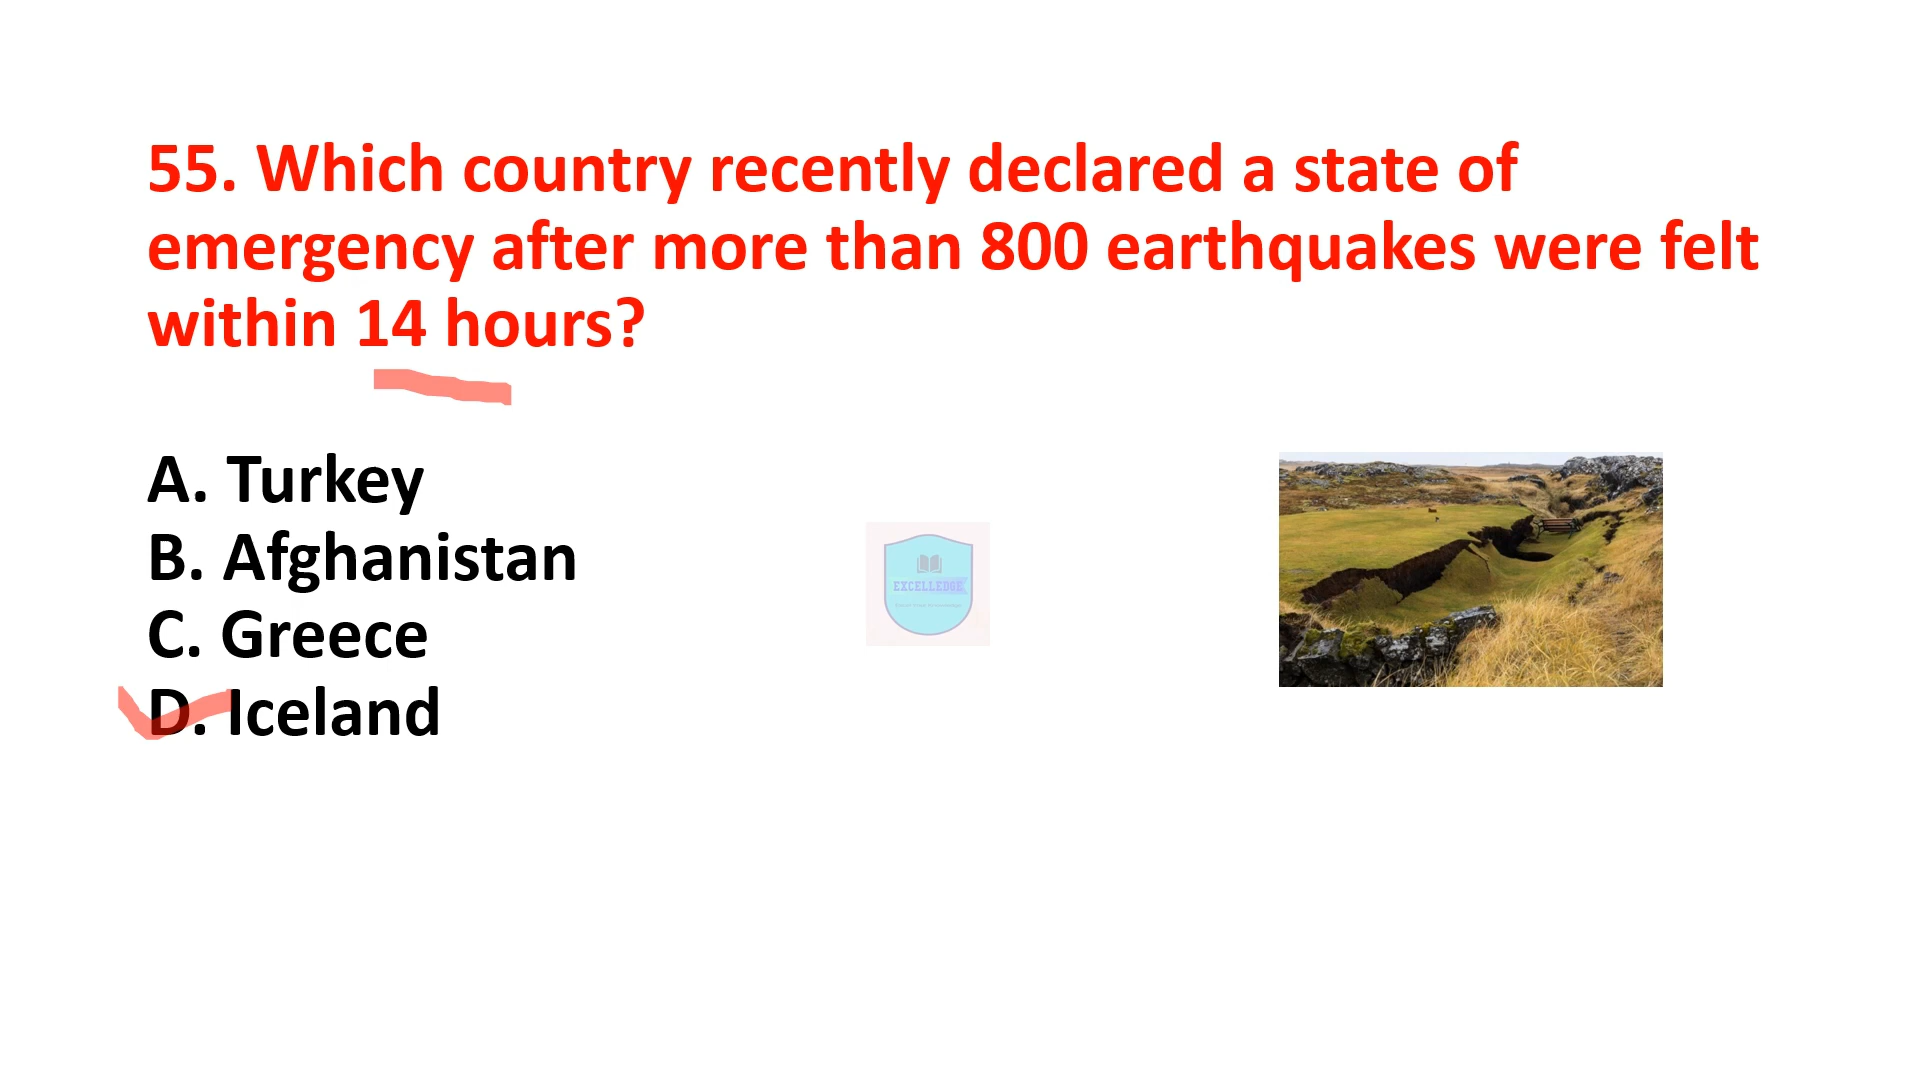 55. Which country recently declared a state of
emergency after more than 800 earthquakes were felt
within 14 hours?
A. Turkey
B. Afghanistan
C. Greece
D. Iceland
EXCELLEDGE